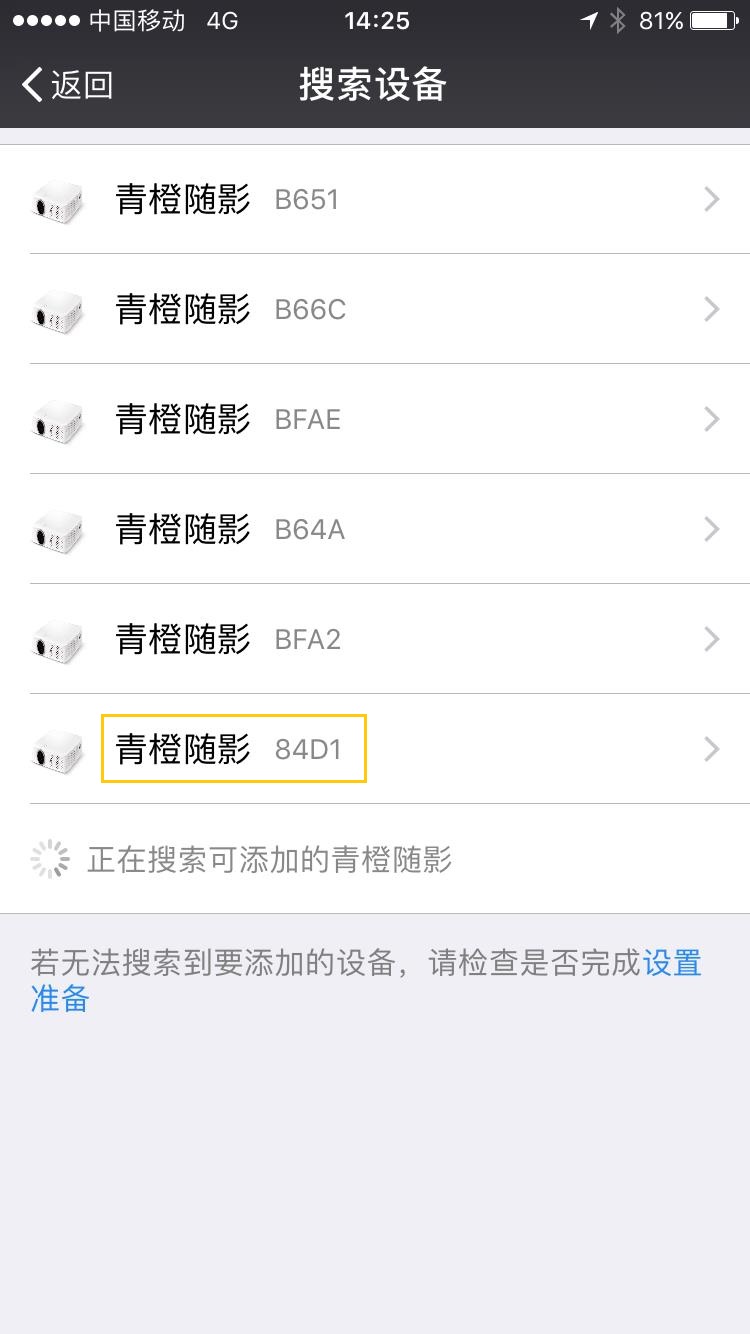 中国移动 4G 14:25 81%
返回 搜索设备
青橙随影 B651
青橙随影 B66C
青橙随影 BFAE
青橙随影 B64A
青橙随影 BFA2
青橙随影 84D1
正在搜索可添加的青橙随影
若无法搜索到要添加的设备，请检查是否完成设置
准备